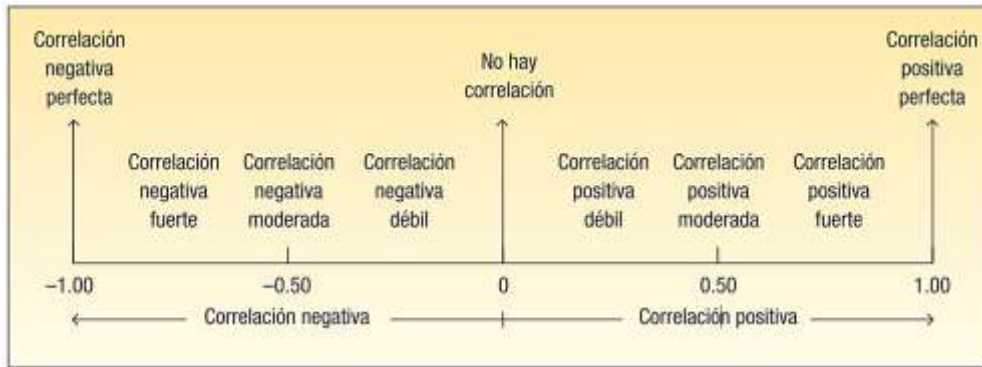 Correlación
negativa
perfecta
No hay
correlación
Correlación
positiva
perfecta
Correlación
negativa
fuerte
Correlación
negativa
moderada
Correlación
negativa
débil
Correlación
positiva
débil
Correlación
positiva
moderada
Correlación
positiva
fuerte
–1.00 –0.50 0 0.50 1.00
Correlación negativa Correlación positiva